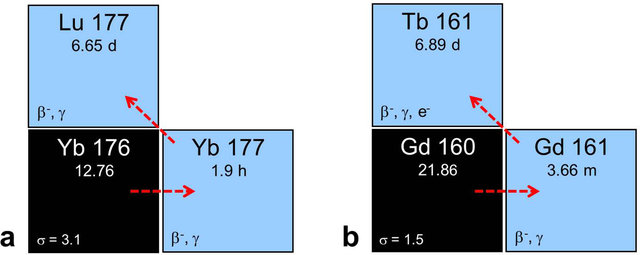 Lu 177
6.65 d
β⁻, γ
Yb 176
12.76
σ = 3.1
Yb 177
1.9 h
β⁻, γ
a
Tb 161
6.89 d
β⁻, γ, e⁻
Gd 160
21.86
σ = 1.5
Gd 161
3.66 m
β⁻, γ
b